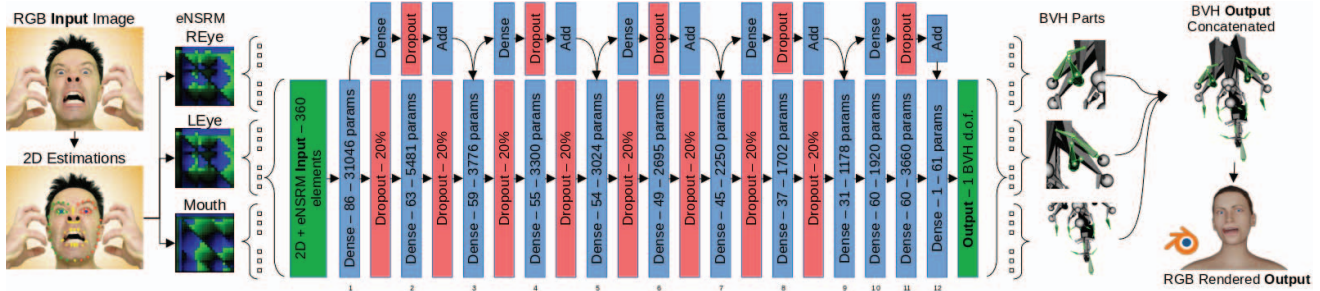 RGB Input Image
eNSRM
REye
LEye
Mouth
2D Estimations
2D + eNSRM Input – 360
elements
Dense
Dropout
Add
Dense
Dropout
Add
Dense
Dropout
Add
Dense
Dropout
Add
Dense
Dropout
Add
Dense – 86 – 31046 params
Dropout – 20%
Dense – 63 – 5481 params
Dropout – 20%
Dense – 59 – 3776 params
Dropout – 20%
Dense – 55 – 3300 params
Dropout – 20%
Dense – 54 – 3024 params
Dropout – 20%
Dense – 49 – 2695 params
Dropout – 20%
Dense – 45 – 2250 params
Dropout – 20%
Dense – 37 – 1702 params
Dropout – 20%
Dense – 31 – 1178 params
Dense – 60 – 1920 params
Dense – 60 – 3660 params
Dense – 1 – 61 params
Output – 1 BVH d.o.f.
1 2 3 4 5 6 7 8 9 10 11 12
BVH Parts
BVH Output
Concatenated
RGB Rendered Output